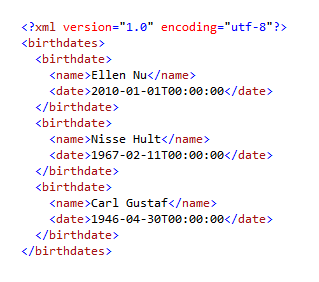 <?xml version="1.0" encoding="utf-8"?>
<birthdates>
  <birthdate>
    <name>Ellen Nu</name>
    <date>2010-01-01T00:00:00</date>
  </birthdate>
  <birthdate>
    <name>Nisse Hult</name>
    <date>1967-02-11T00:00:00</date>
  </birthdate>
  <birthdate>
    <name>Carl Gustaf</name>
    <date>1946-04-30T00:00:00</date>
  </birthdate>
</birthdates>